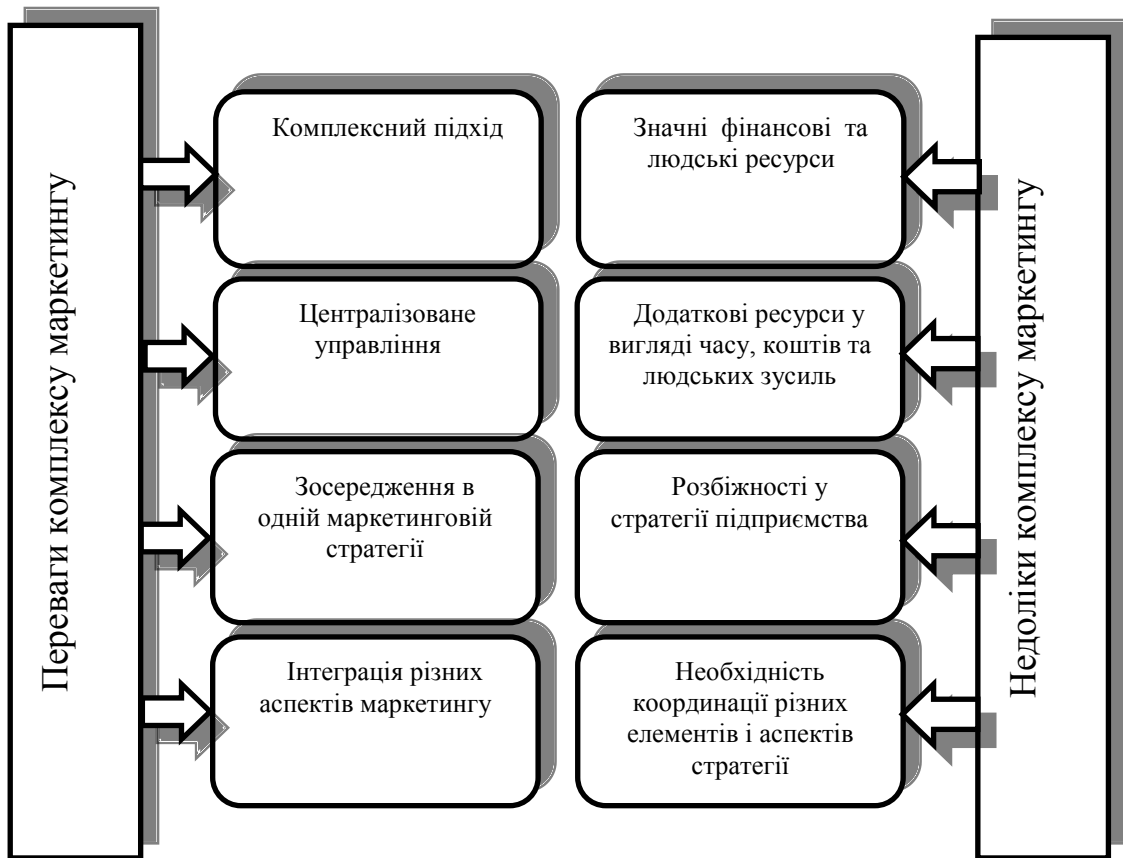 Переваги комплексу маркетингу
Комплексний підхід
Централізоване
управління
Зосередження в
одній маркетинговій
стратегії
Інтеграція різних
аспектів маркетингу
Значні фінансові та
людські ресурси
Додаткові ресурси у
вигляді часу, коштів та
людських зусиль
Розбіжності у
стратегії підприємства
Необхідність
координації різних
елементів і аспектів
стратегії
Недоліки комплексу маркетингу